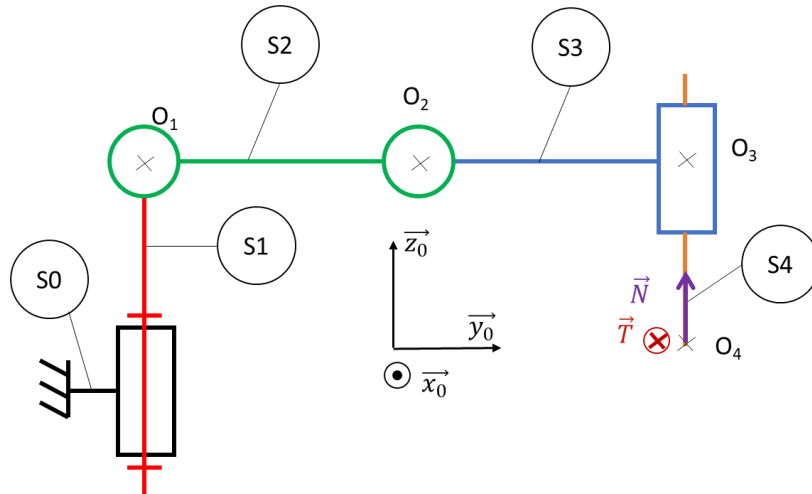 S2
S3
O₁
O₂
O₃
S1
S0
z₀
S4
N
y₀
T
O₄
x₀